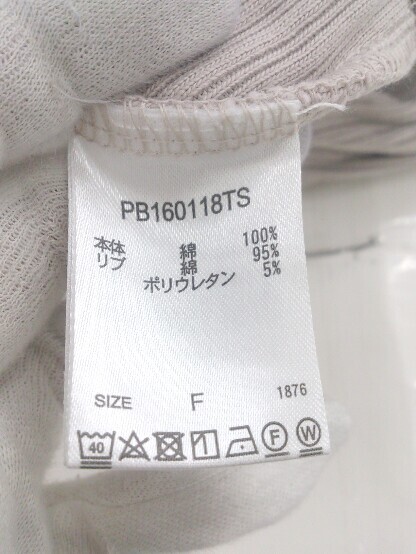 PB160118TS
本体 綿 100%
リブ 綿 95%
ポリウレタン 5%
SIZE F 1876
40 F W